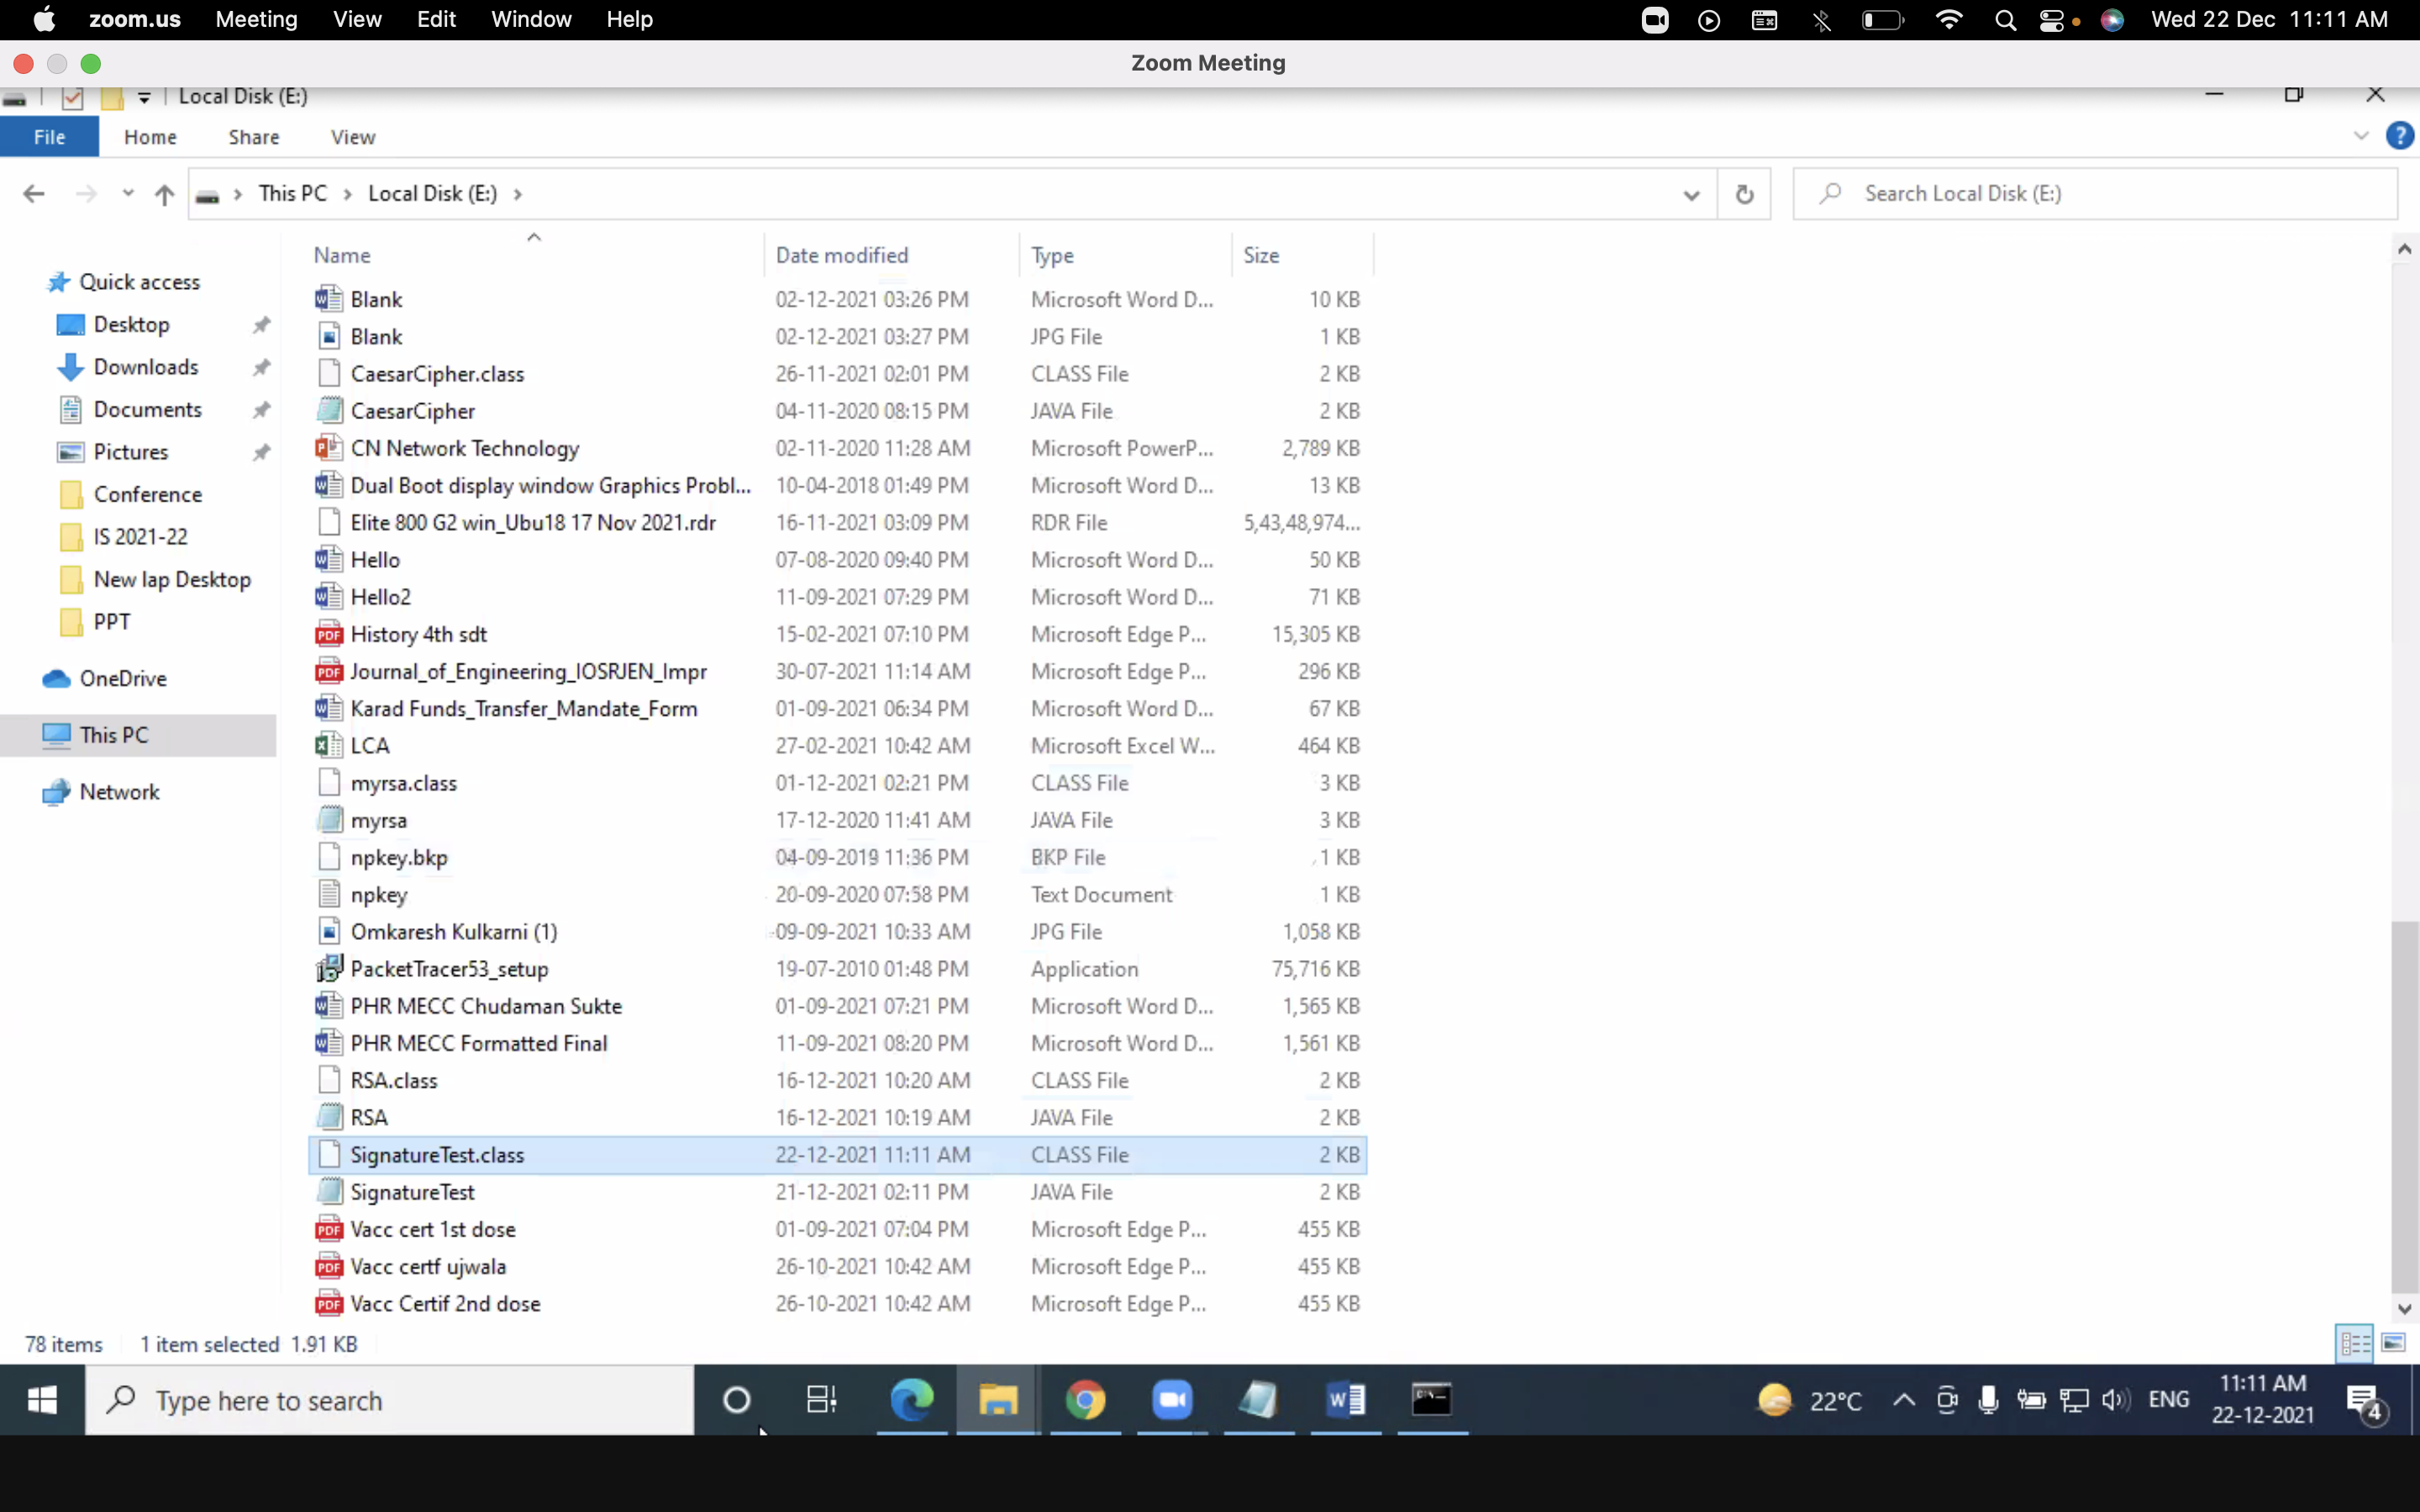 zoom.us Meeting View Edit Window Help Wed 22 Dec 11:11 AM
Zoom Meeting
Local Disk (E:)
File Home Share View
This PC Local Disk (E:) Search Local Disk (E:)
Name Date modified Type Size
Quick access
Desktop
Downloads
Documents
Pictures
Conference
IS 2021-22
New lap Desktop
PPT
OneDrive
This PC
Network
Blank 02-12-2021 03:26 PM Microsoft Word D... 10 KB
Blank 02-12-2021 03:27 PM JPG File 1 KB
CaesarCipher.class 26-11-2021 02:01 PM CLASS File 2 KB
CaesarCipher 04-11-2020 08:15 PM JAVA File 2 KB
CN Network Technology 02-11-2020 11:28 AM Microsoft PowerP... 2,789 KB
Dual Boot display window Graphics Probl... 10-04-2018 01:49 PM Microsoft Word D... 13 KB
Elite 800 G2 win_Ubu18 17 Nov 2021.rdr 16-11-2021 03:09 PM RDR File 5,43,48,974...
Hello 07-08-2020 09:40 PM Microsoft Word D... 50 KB
Hello2 11-09-2021 07:29 PM Microsoft Word D... 71 KB
History 4th sdt 15-02-2021 07:10 PM Microsoft Edge P... 15,305 KB
Journal_of_Engineering_IOSRJEN_Impr 30-07-2021 11:14 AM Microsoft Edge P... 296 KB
Karad Funds_Transfer_Mandate_Form 01-09-2021 06:34 PM Microsoft Word D... 67 KB
LCA 27-02-2021 10:42 AM Microsoft Excel W... 464 KB
myrsa.class 01-12-2021 02:21 PM CLASS File 3 KB
myrsa 17-12-2020 11:41 AM JAVA File 3 KB
npkey.bkp 04-09-2019 11:36 PM BKP File 1 KB
npkey 20-09-2020 07:58 PM Text Document 1 KB
Omkaresh Kulkarni (1) 09-09-2021 10:33 AM JPG File 1,058 KB
PacketTracer53_setup 19-07-2010 01:48 PM Application 75,716 KB
PHR MECC Chudaman Sukte 01-09-2021 07:21 PM Microsoft Word D... 1,565 KB
PHR MECC Formatted Final 11-09-2021 08:20 PM Microsoft Word D... 1,561 KB
RSA.class 16-12-2021 10:20 AM CLASS File 2 KB
RSA 16-12-2021 10:19 AM JAVA File 2 KB
SignatureTest.class 22-12-2021 11:11 AM CLASS File 2 KB
SignatureTest 21-12-2021 02:11 PM JAVA File 2 KB
Vacc cert 1st dose 01-09-2021 07:04 PM Microsoft Edge P... 455 KB
Vacc certf ujwala 26-10-2021 10:42 AM Microsoft Edge P... 455 KB
Vacc Certif 2nd dose 26-10-2021 10:42 AM Microsoft Edge P... 455 KB
78 items 1 item selected 1.91 KB
Type here to search 22°C ENG 11:11 AM
22-12-2021 4